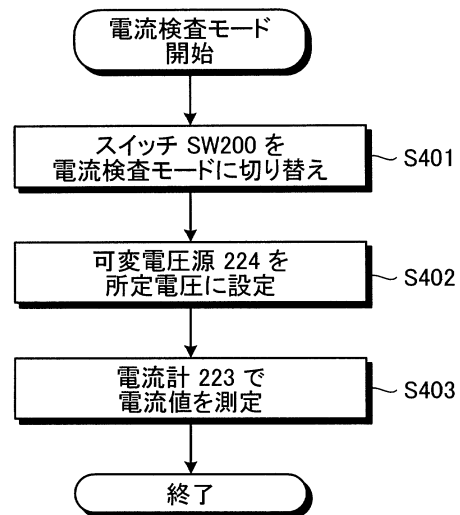 電流検査モード
開始
スイッチ SW200 を
電流検査モードに切り替え
S401
可変電圧源 224 を
所定電圧に設定
S402
電流計 223 で
電流値を測定
S403
終了